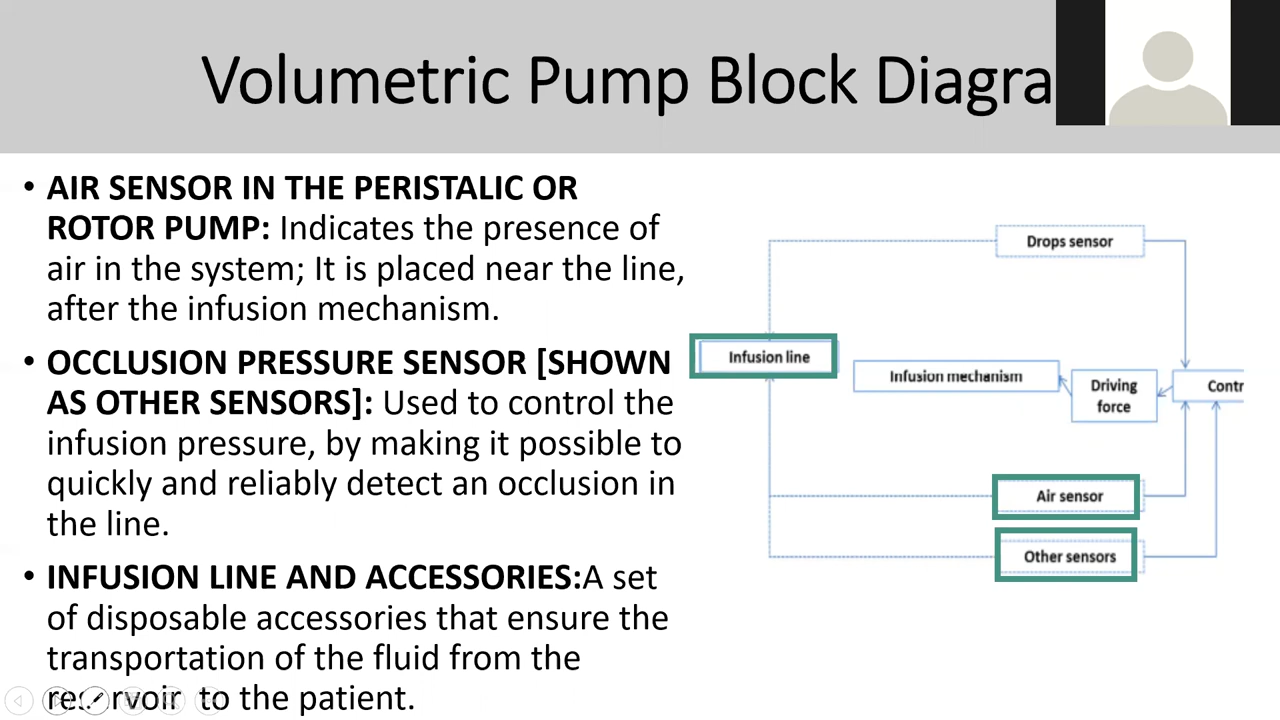 Volumetric Pump Block Diagra
• AIR SENSOR IN THE PERISTALIC OR
ROTOR PUMP: Indicates the presence of
air in the system; It is placed near the line,
after the infusion mechanism.
• OCCLUSION PRESSURE SENSOR [SHOWN
AS OTHER SENSORS]: Used to control the
infusion pressure, by making it possible to
quickly and reliably detect an occlusion in
the line.
• INFUSION LINE AND ACCESSORIES:A set
of disposable accessories that ensure the
transportation of the fluid from the
reservoir to the patient.
Drops sensor
Infusion line
Infusion mechanism
Driving
force
Contr
Air sensor
Other sensors